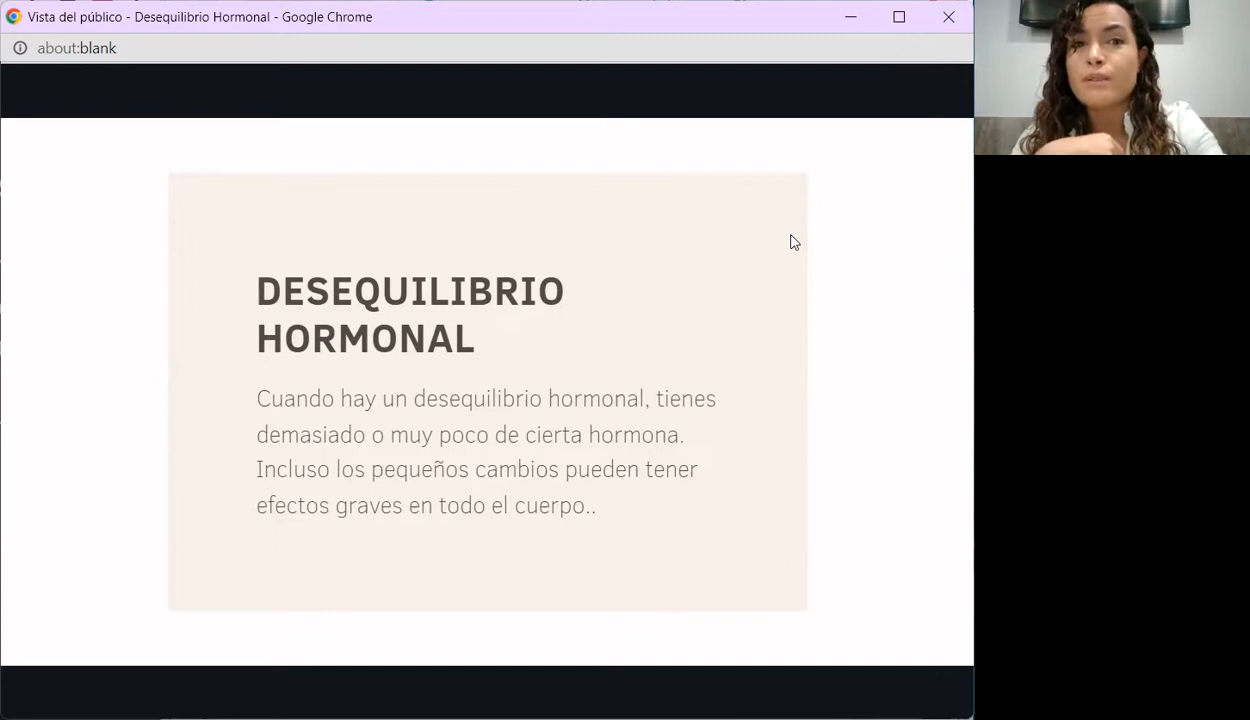 Vista del público - Desequilibrio Hormonal - Google Chrome
about:blank
DESEQUILIBRIO
HORMONAL
Cuando hay un desequilibrio hormonal, tienes
demasiado o muy poco de cierta hormona.
Incluso los pequeños cambios pueden tener
efectos graves en todo el cuerpo..